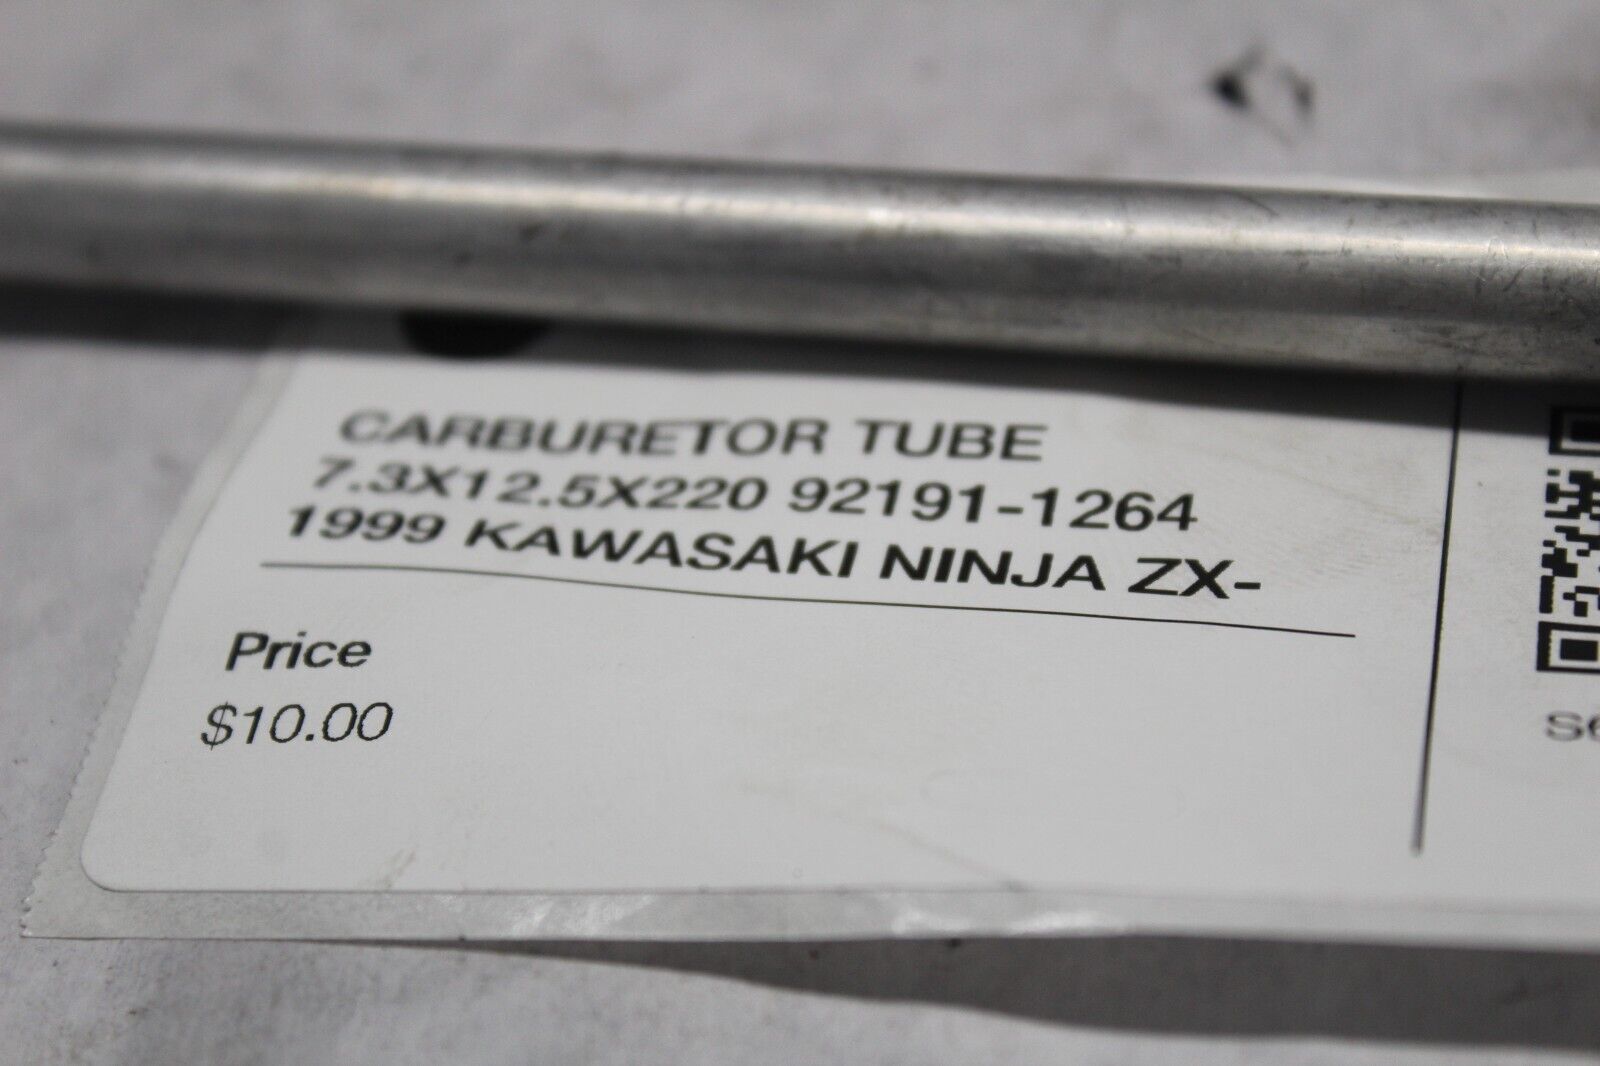 CARBURETOR TUBE
7.3X12.5X220 92191-1264
1999 KAWASAKI NINJA ZX-
Price
$10.00